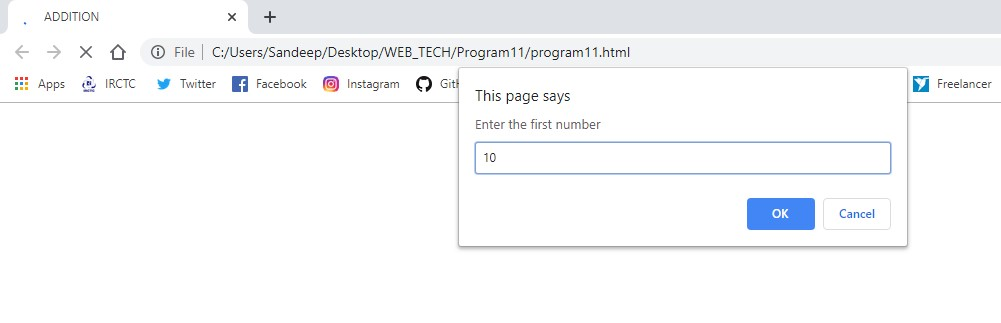 ADDITION
File C:/Users/Sandeep/Desktop/WEB_TECH/Program11/program11.html
Apps IRCTC Twitter Facebook Instagram Freelancer
This page says
Enter the first number
10
OK Cancel